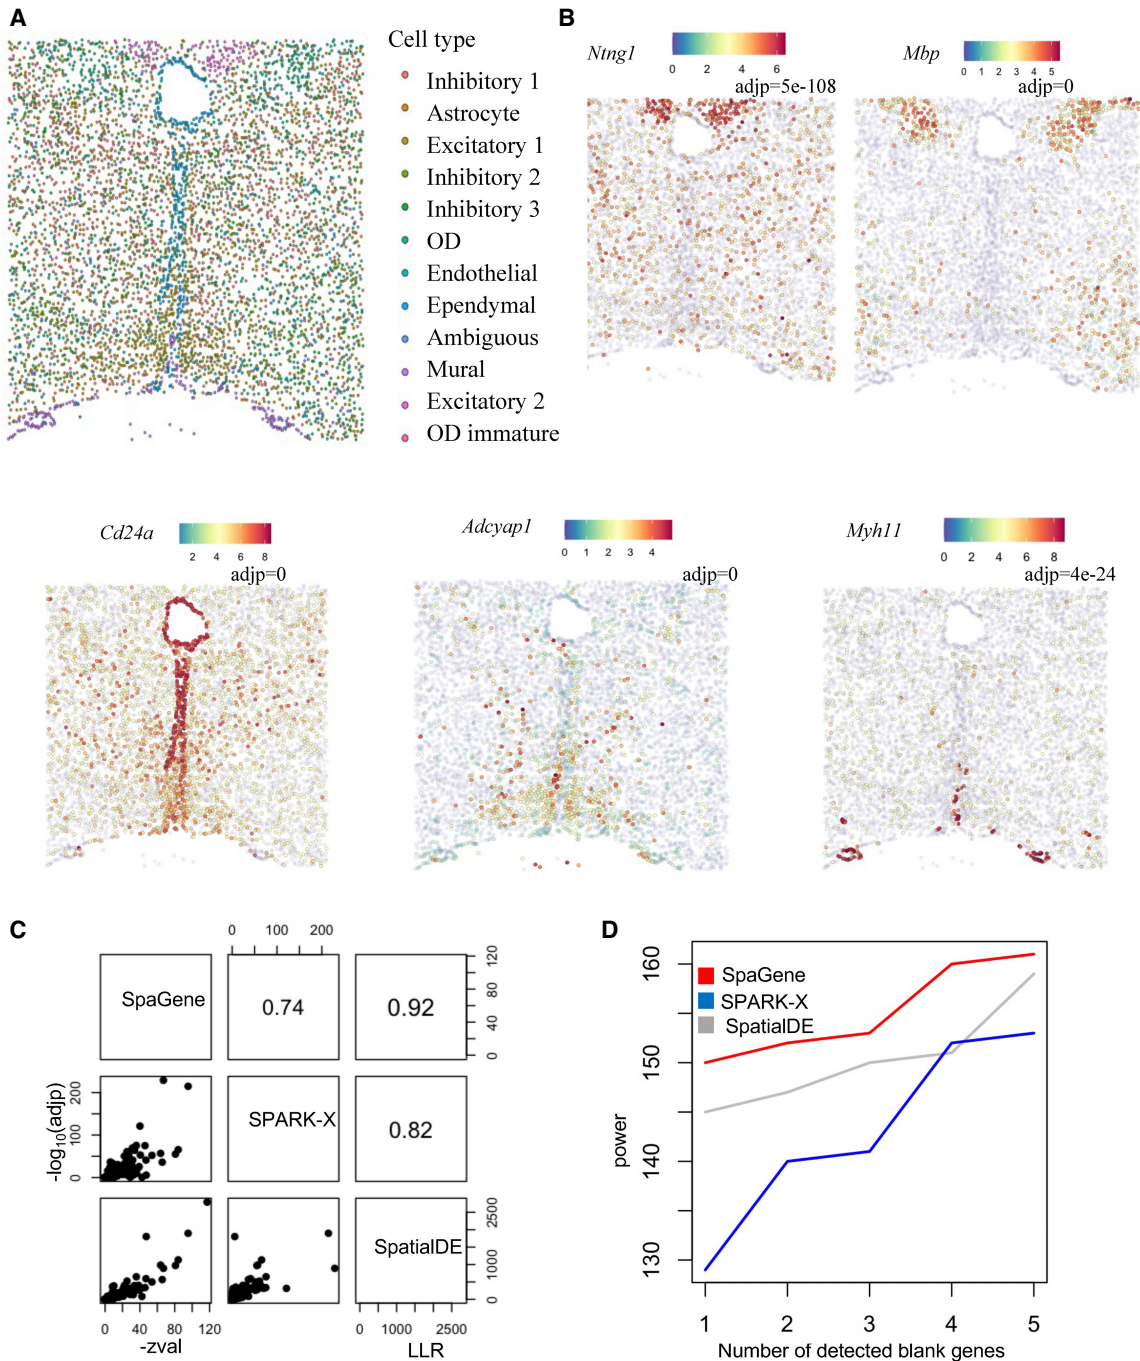 A
Cell type
Inhibitory 1
Astrocyte
Excitatory 1
Inhibitory 2
Inhibitory 3
OD
Endothelial
Ependymal
Ambiguous
Mural
Excitatory 2
OD immature
B
Ntng1
0 2 4 6
adjp=5e-108
Mbp
0 1 2 3 4 5
adjp=0
Cd24a
2 4 6 8
adjp=0
Adcyap1
0 1 2 3 4
adjp=0
Myh11
0 2 4 6 8
adjp=4e-24
C
0 100 200
SpaGene
0.74
0.92
0 40 80 120
-log10(adjp)
0 100 200
SPARK-X
0.82
SpatialDE
0 1000 2500
0 40 80 120
-zval
0 1000 2500
LLR
D
SpaGene
SPARK-X
SpatialDE
power
130 140 150 160
1 2 3 4 5
Number of detected blank genes